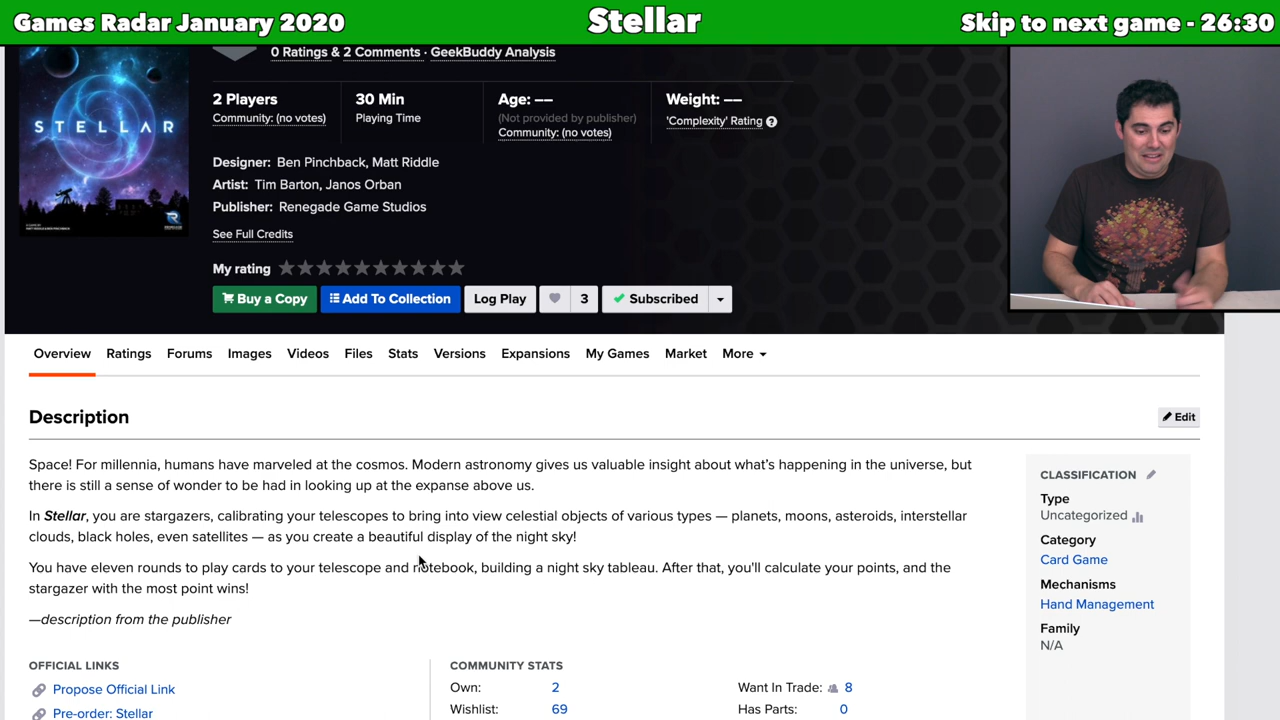 Games Radar January 2020
Stellar
Skip to next game - 26:30
0 Ratings & 2 Comments · GeekBuddy Analysis
STELLAR
2 Players
Community: (no votes)
30 Min
Playing Time
Age: ––
(Not provided by publisher)
Community: (no votes)
Weight: ––
'Complexity' Rating
Designer: Ben Pinchback, Matt Riddle
Artist: Tim Barton, Janos Orban
Publisher: Renegade Game Studios
See Full Credits
My rating
Buy a Copy
Add To Collection
Log Play
3
Subscribed
Overview
Ratings
Forums
Images
Videos
Files
Stats
Versions
Expansions
My Games
Market
More
Description
Edit
Space! For millennia, humans have marveled at the cosmos. Modern astronomy gives us valuable insight about what's happening in the universe, but
there is still a sense of wonder to be had in looking up at the expanse above us.
In Stellar, you are stargazers, calibrating your telescopes to bring into view celestial objects of various types — planets, moons, asteroids, interstellar
clouds, black holes, even satellites — as you create a beautiful display of the night sky!
You have eleven rounds to play cards to your telescope and notebook, building a night sky tableau. After that, you'll calculate your points, and the
stargazer with the most point wins!
—description from the publisher
CLASSIFICATION
Type
Uncategorized
Category
Card Game
Mechanisms
Hand Management
Family
N/A
OFFICIAL LINKS
Propose Official Link
Pre-order: Stellar
COMMUNITY STATS
Own: 2
Wishlist: 69
Want In Trade: 8
Has Parts: 0